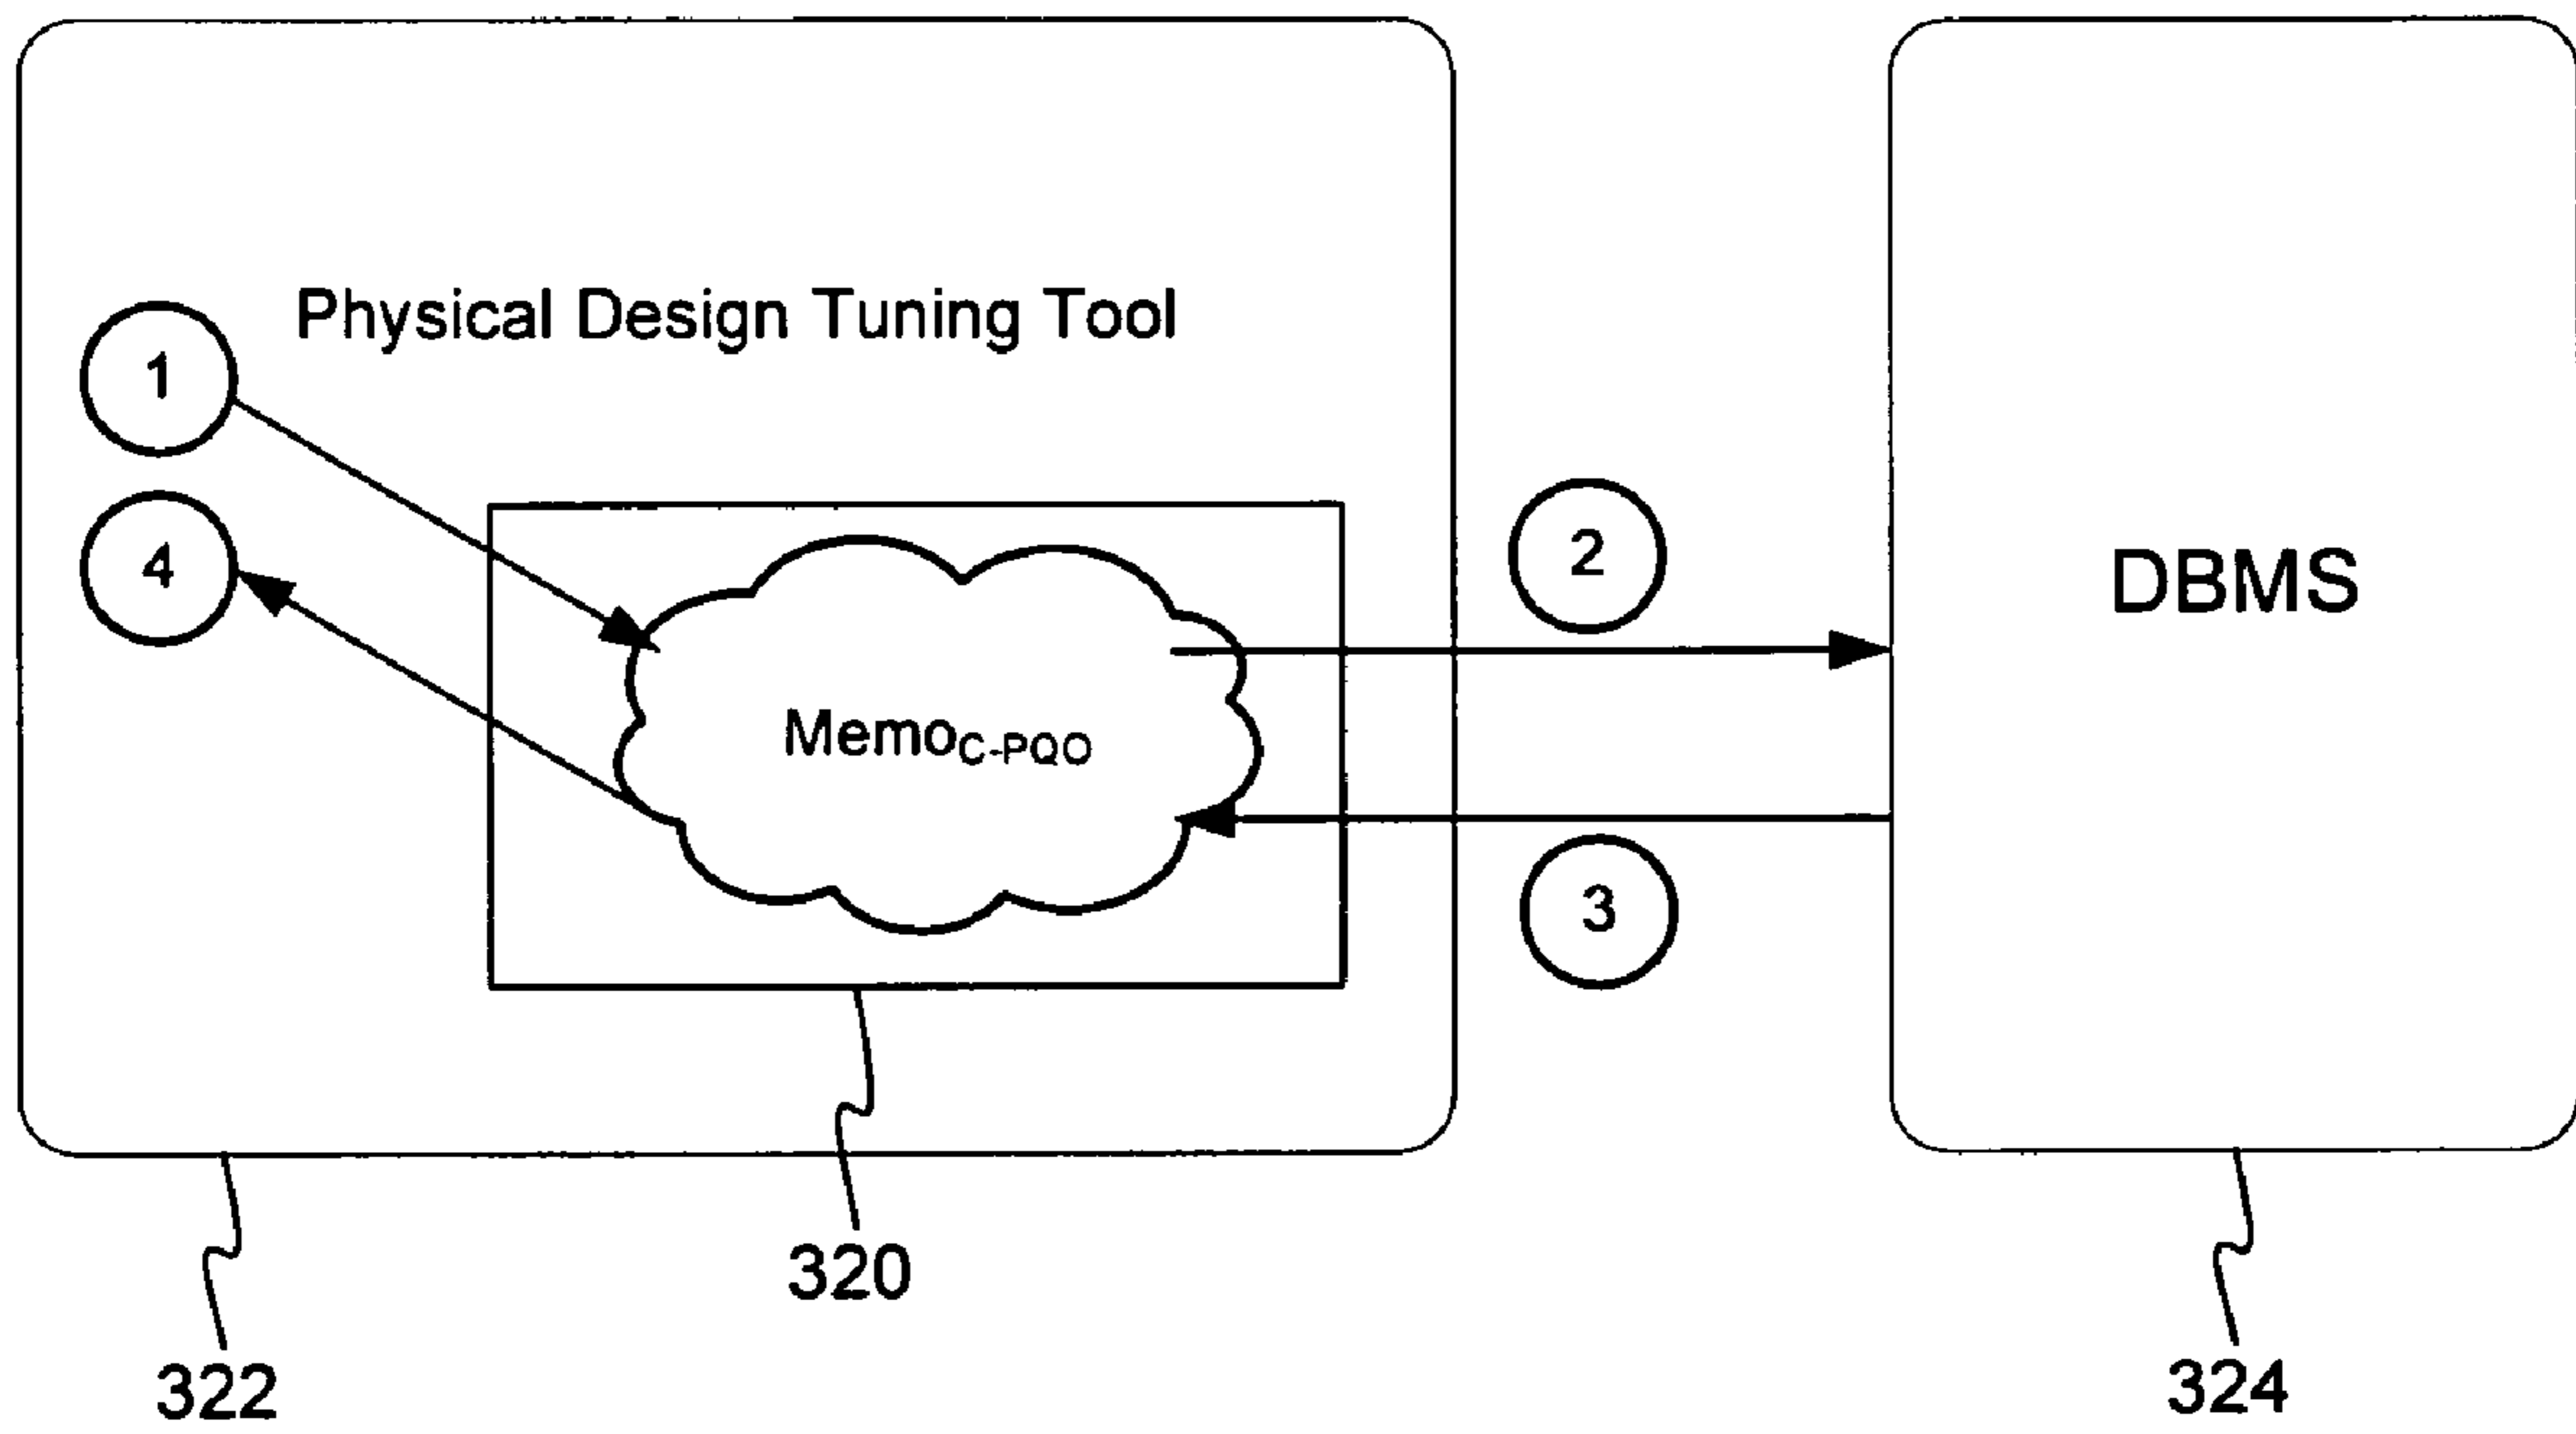 Physical Design Tuning Tool
1
4
2
DBMS
MemoC-PQO
3
320
322
324